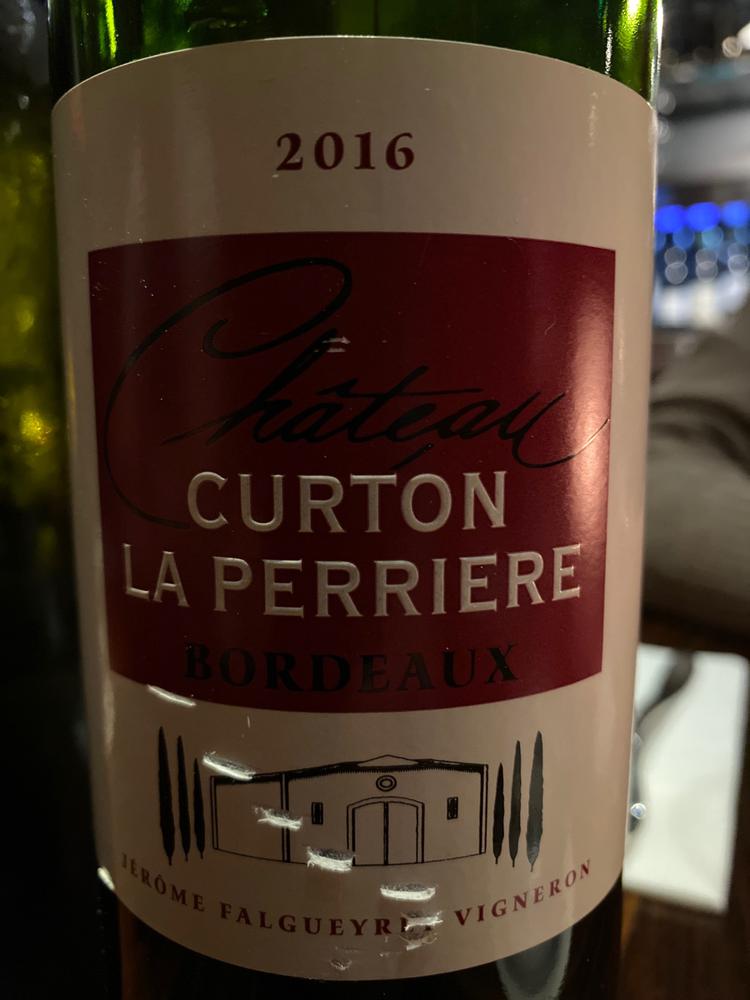 2016
Château
CURTON
LA PERRIERE
BORDEAUX
JÉRÔME VIGNERON